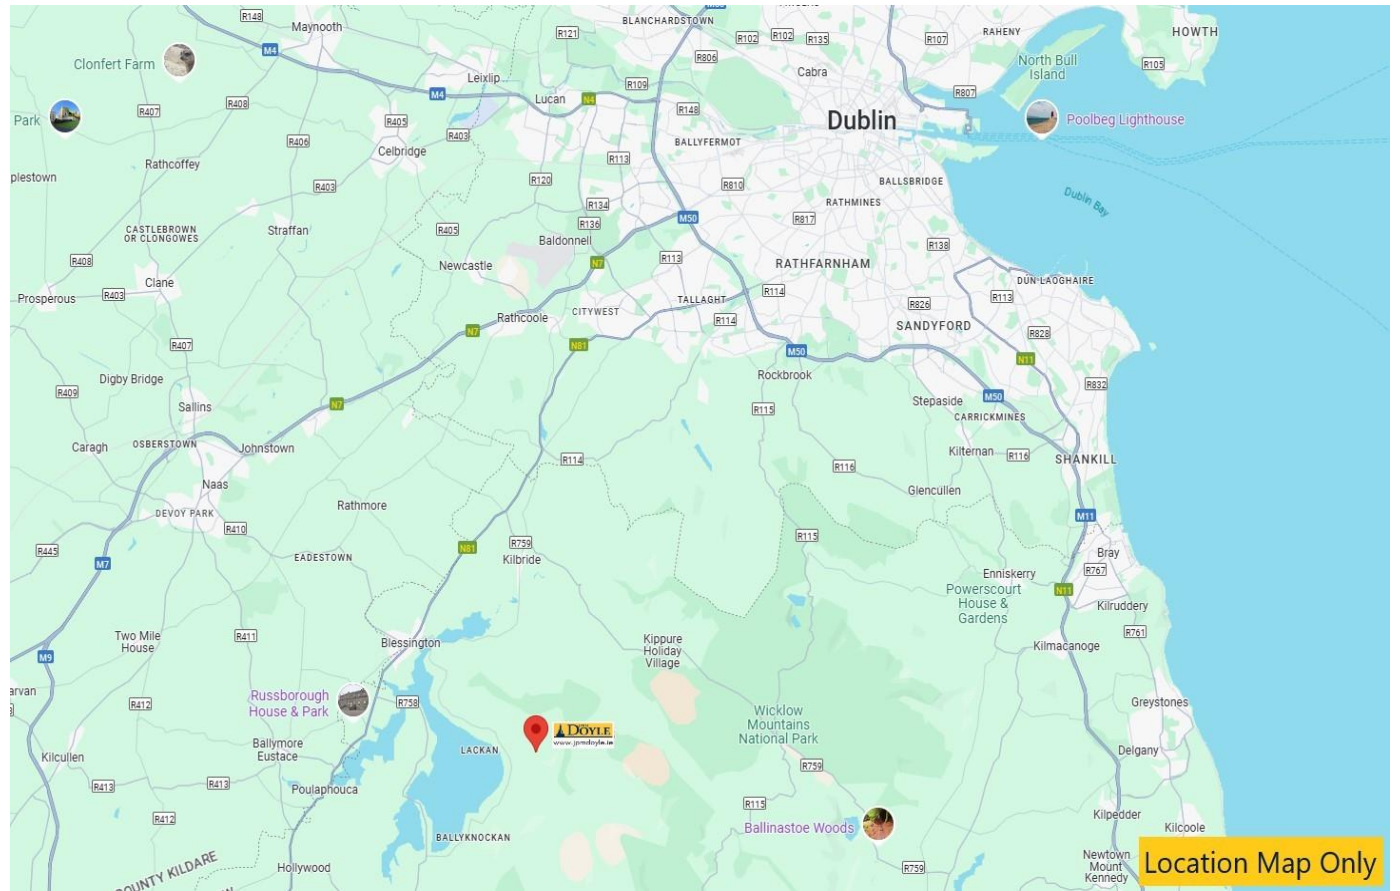 R148
Maynooth
M4
Clonfert Farm
R407
R408
Park
Rathcoffey
plestown
R406
R403
CASTLEBROWN
OR CLONGOWES
Straffan
R408
Clane
Prosperous
R403
R407
Digby Bridge
R409
Sallins
Caragh
OSBERSTOWN
Johnstown
Naas
DEVOY PARK
R410
R445
M7
Rathmore
EADESTOWN
Two Mile
House
R411
M9
arvan
R412
Kilcullen
R413
R413
R412
Ballymore
Eustace
Russborough
House & Park
Poulaphouca
Hollywood
COUNTY KILDARE
R121
BLANCHARDSTOWN
R102
R102
R135
R806
R107
RAHENY
HOWTH
R105
North Bull
Island
Leixlip
M4
Lucan
N4
R109
R148
Cabra
R807
Dublin
Poolbeg Lighthouse
R405
R403
Celbridge
R113
BALLYFERMOT
R120
R810
BALLSBRIDGE
RATHMINES
Dublin Bay
R134
R136
M50
R817
R405
Baldonnell
Newcastle
N7
R113
RATHFARNHAM
R138
DUN LAOGHAIRE
R114
R113
TALLAGHT
CITYWEST
Rathcoole
R114
R826
SANDYFORD
R828
N7
N81
M50
N11
Rockbrook
R832
N7
Stepaside
M50
R115
CARRICKMINES
R114
R116
Kilternan
R116
SHANKILL
Glencullen
M11
R115
N81
R759
Kilbride
Bray
R767
Enniskerry
Powerscourt
House &
Gardens
N11
Kilruddery
R761
Kilmacanoge
Blessington
Kippure
Holiday
Village
R758
Greystones
Wicklow
Mountains
National Park
DOYLE
www.jpmdoyle.ie
LACKAN
Delgany
R759
R115
Ballinastoe Woods
BALLYKNOCKAN
Kilpedder
Kilcoole
R759
Newtown
Mount
Kennedy
Location Map Only